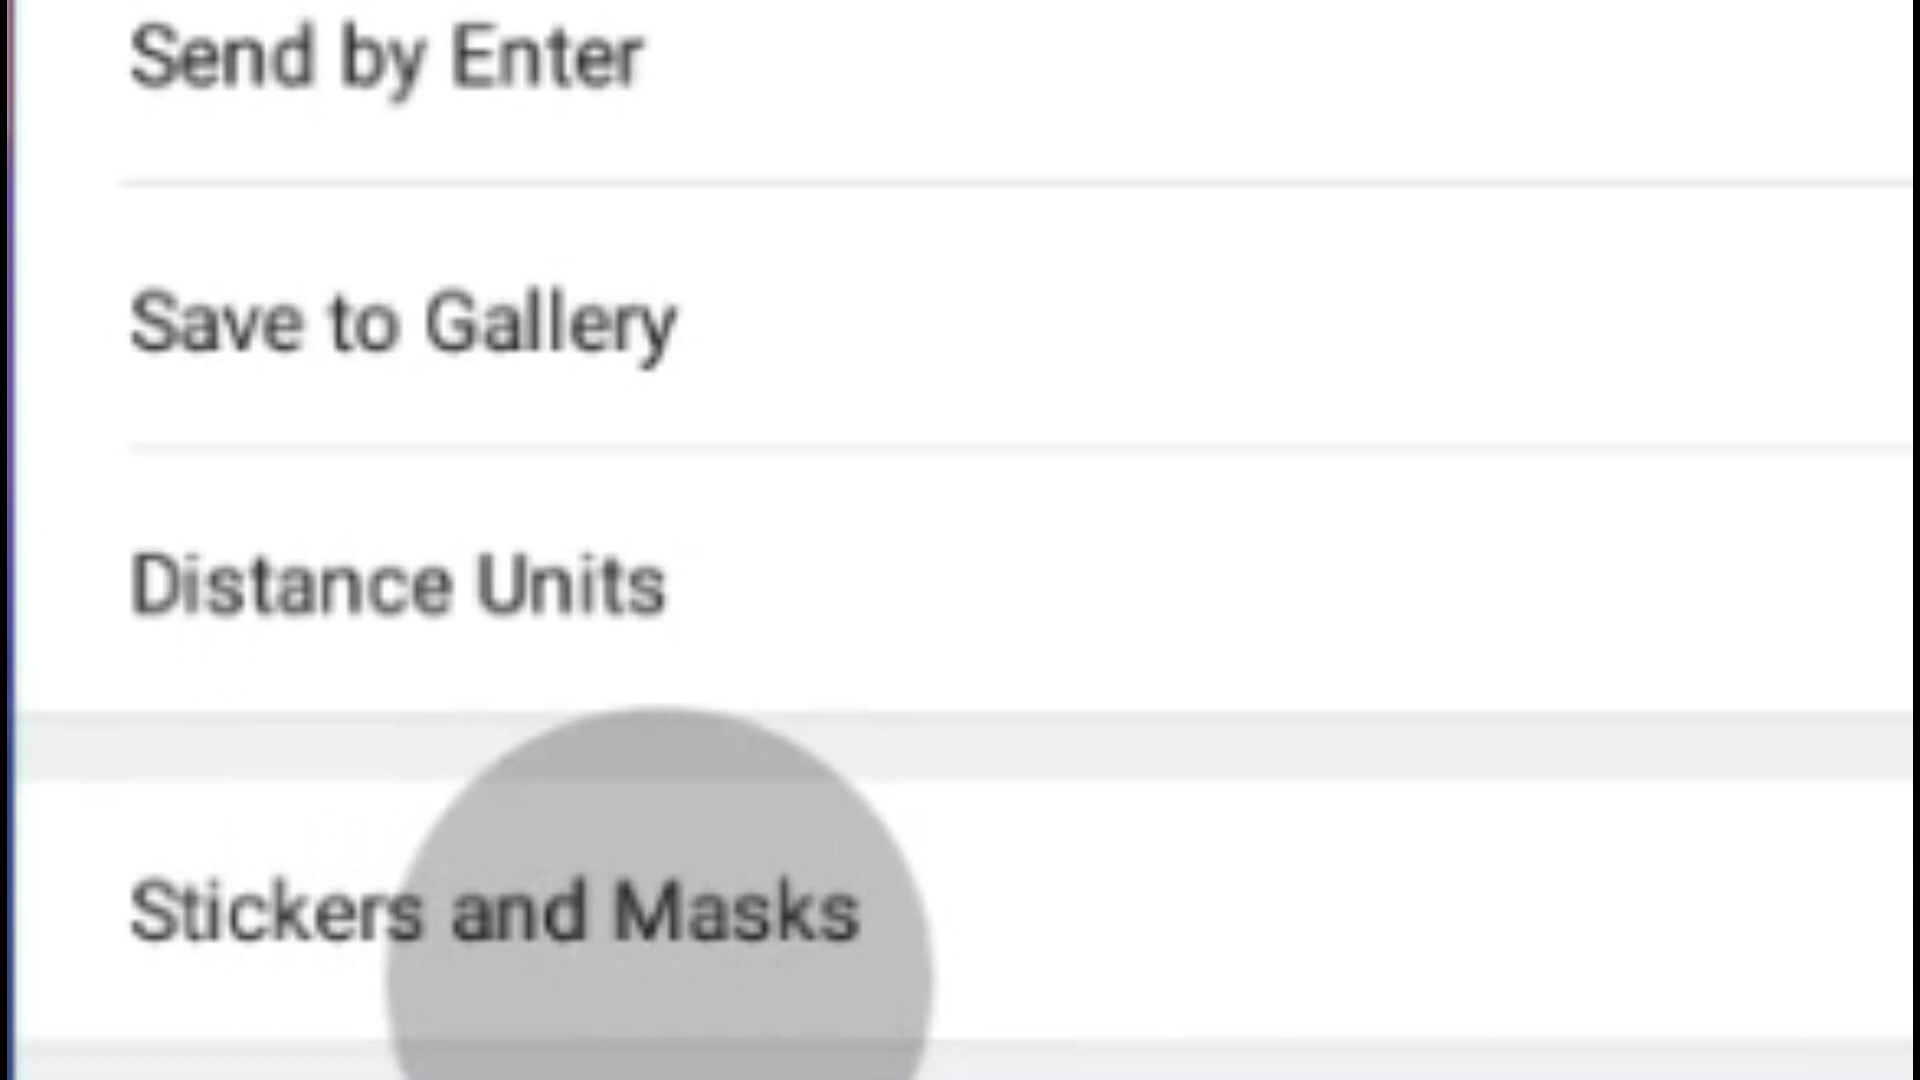 Send by Enter
Save to Gallery
Distance Units
Stickers and Masks